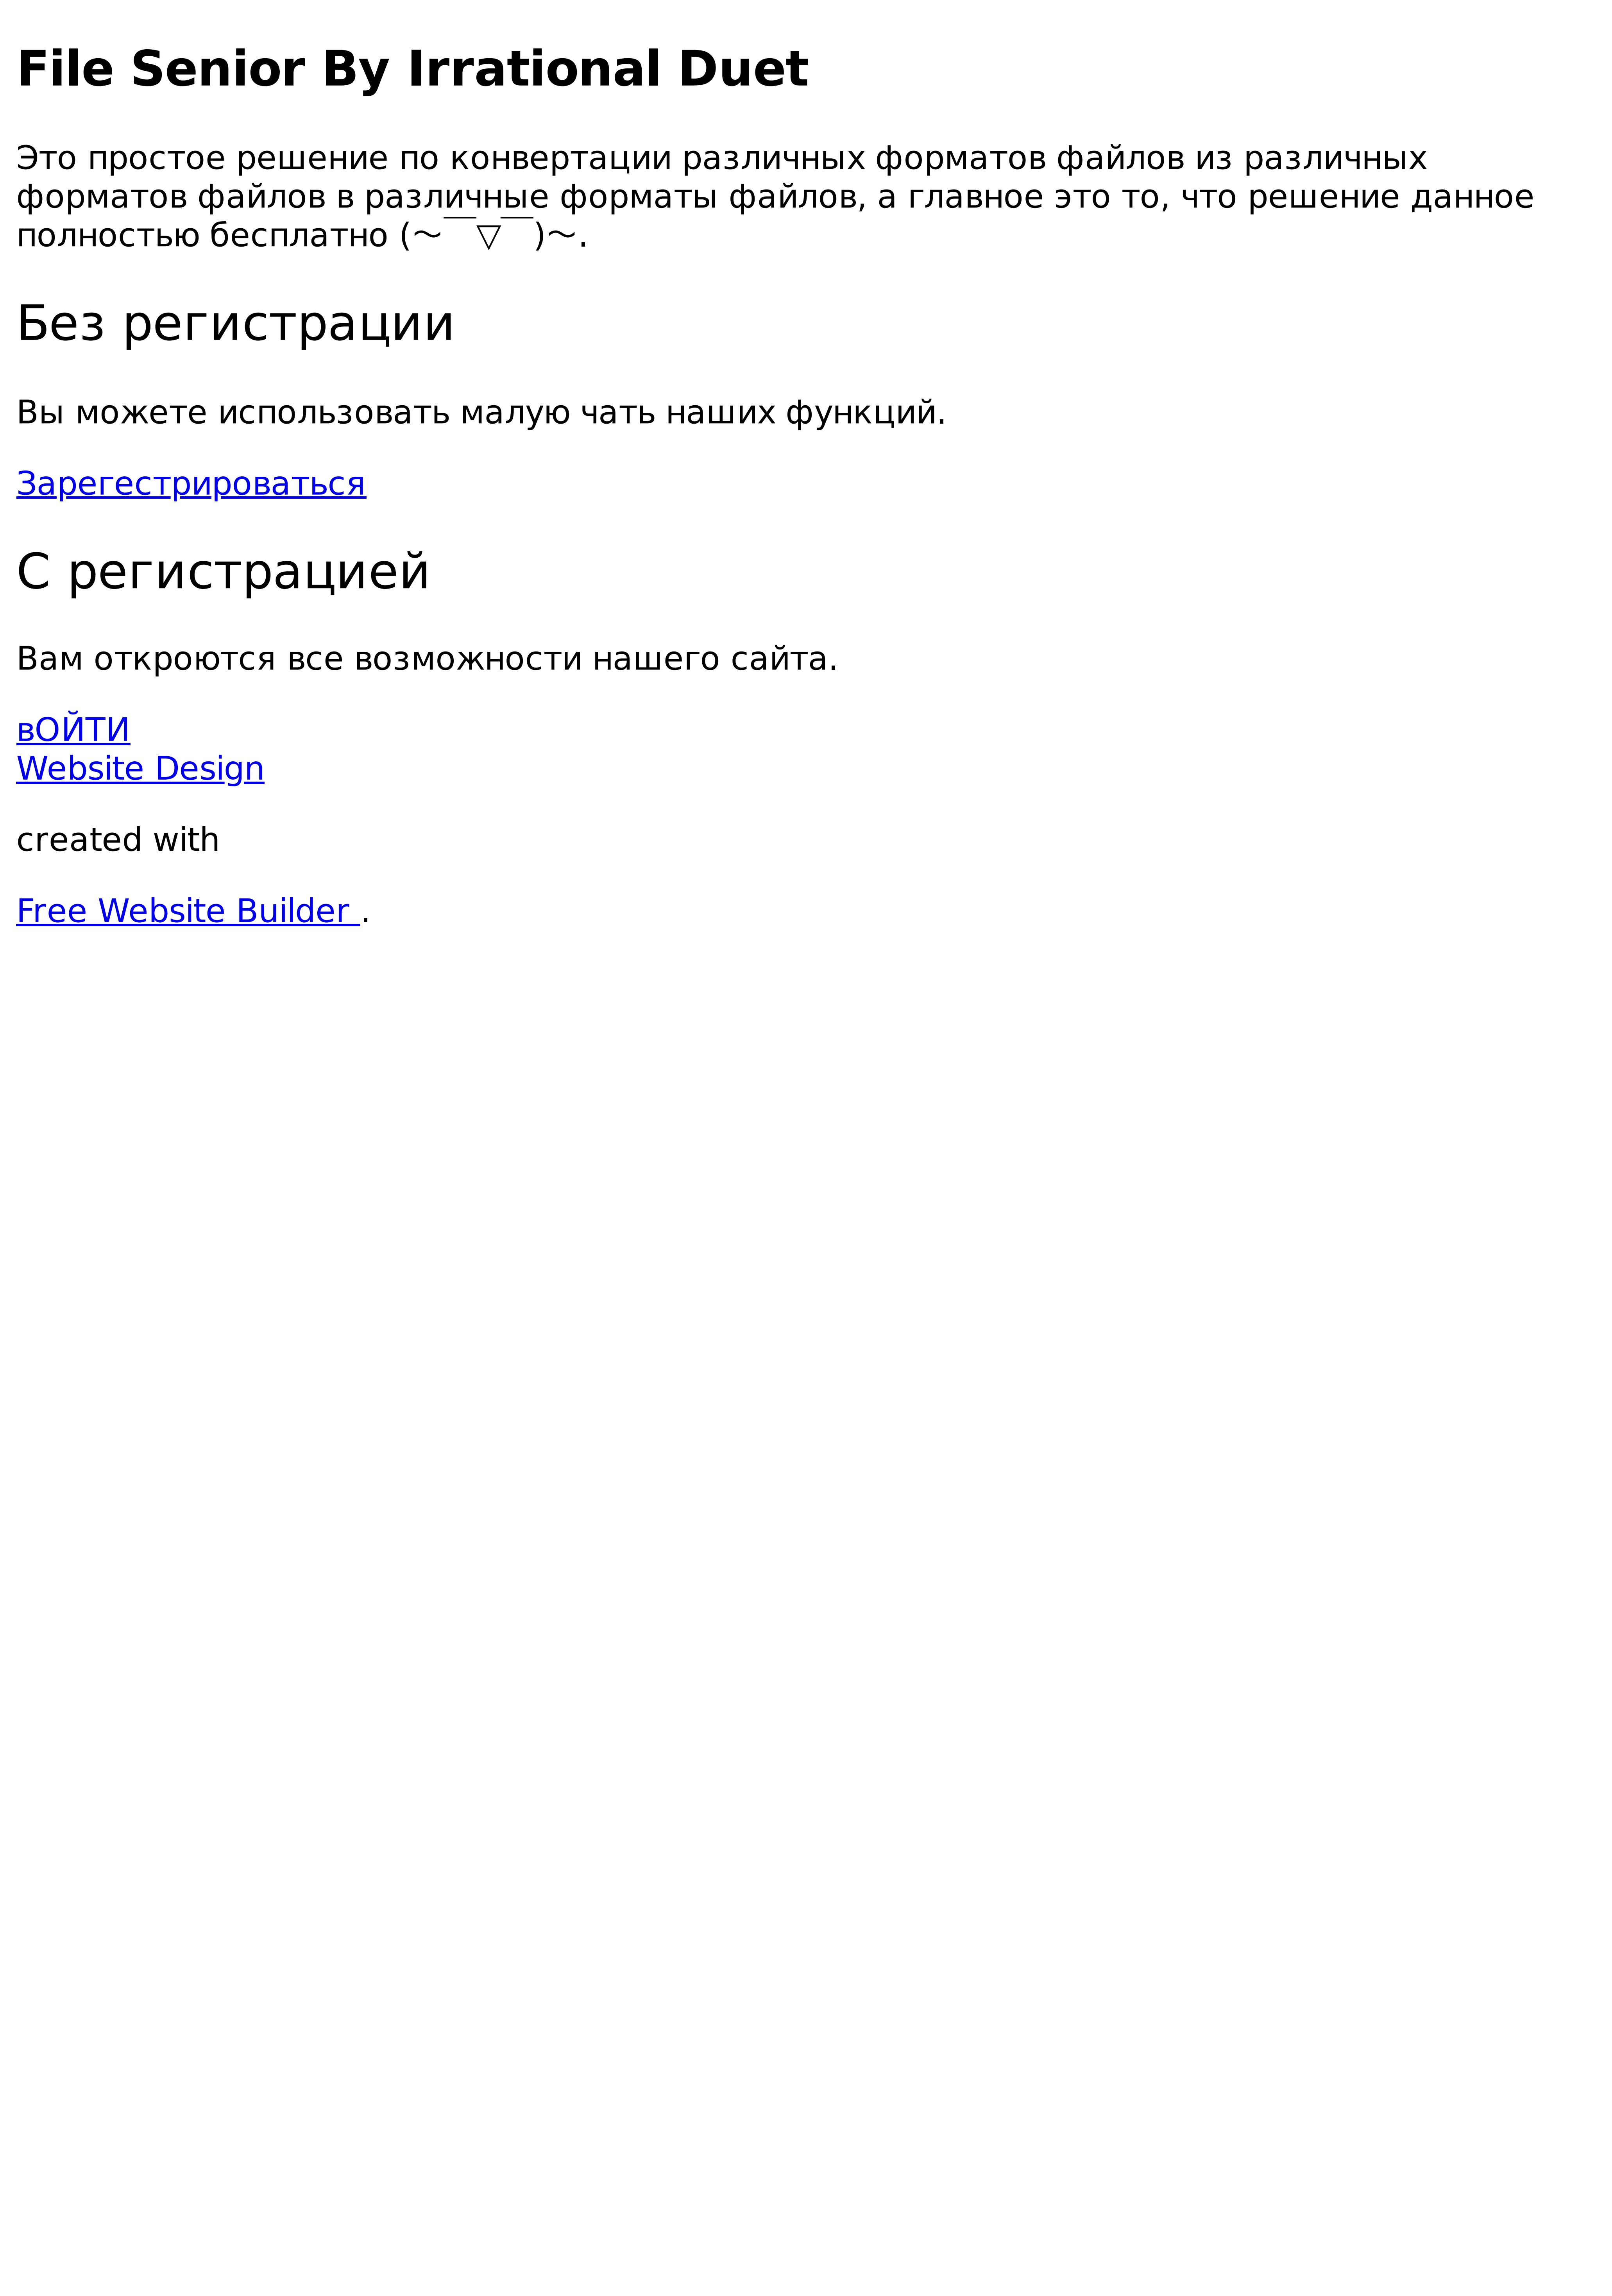 File Senior By Irrational Duet
Это простое решение по конвертации различных форматов файлов из различных
форматов файлов в различные форматы файлов, а главное это то, что решение данное
полностью бесплатно (～￣▽￣)～.
Без регистрации
Вы можете использовать малую чать наших функций.
Зарегестрироваться
С регистрацией
Вам откроются все возможности нашего сайта.
вОЙТИ
Website Design
created with
Free Website Builder .